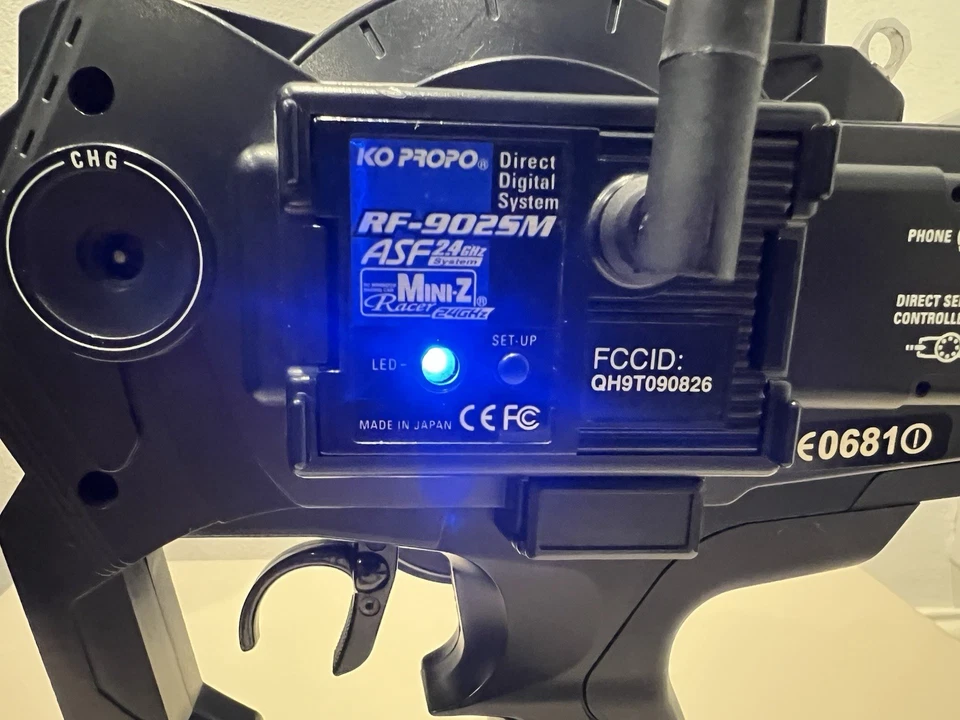 CHG
KO PROPO® Direct
Digital
System
RF-902SM
ASF 2.4GHz
System
MINI-Z
Racer ® 2.4GHz
SET-UP
LED-
MADE IN JAPAN CE FC
FCCID:
QH9T090826
PHONE
DIRECT SE
CONTROLLE
CE0681